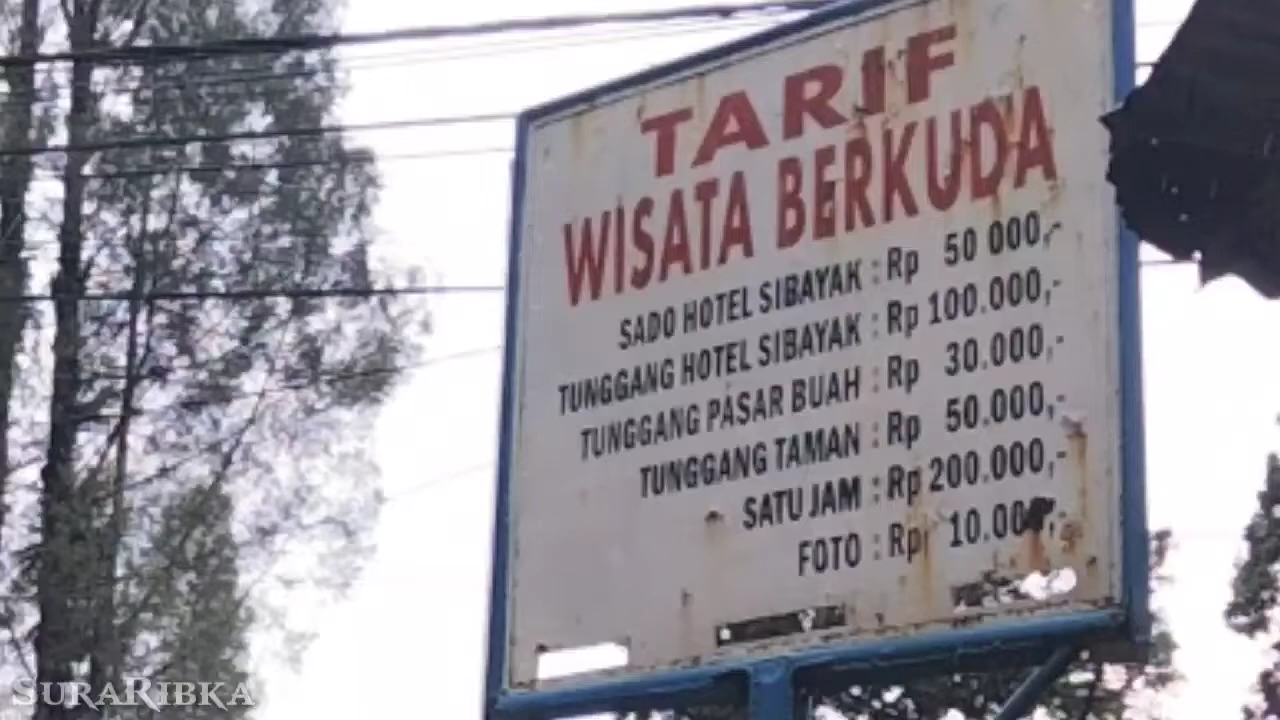 TARIF
WISATA BERKUDA
SADO HOTEL SIBAYAK : Rp 50 000,-
TUNGGANG HOTEL SIBAYAK : Rp 100.000,-
TUNGGANG PASAR BUAH : Rp 30.000,-
TUNGGANG TAMAN : Rp 50.000,-
SATU JAM : Rp 200.000,-
FOTO : Rp 10.000,-
SURARIBKA